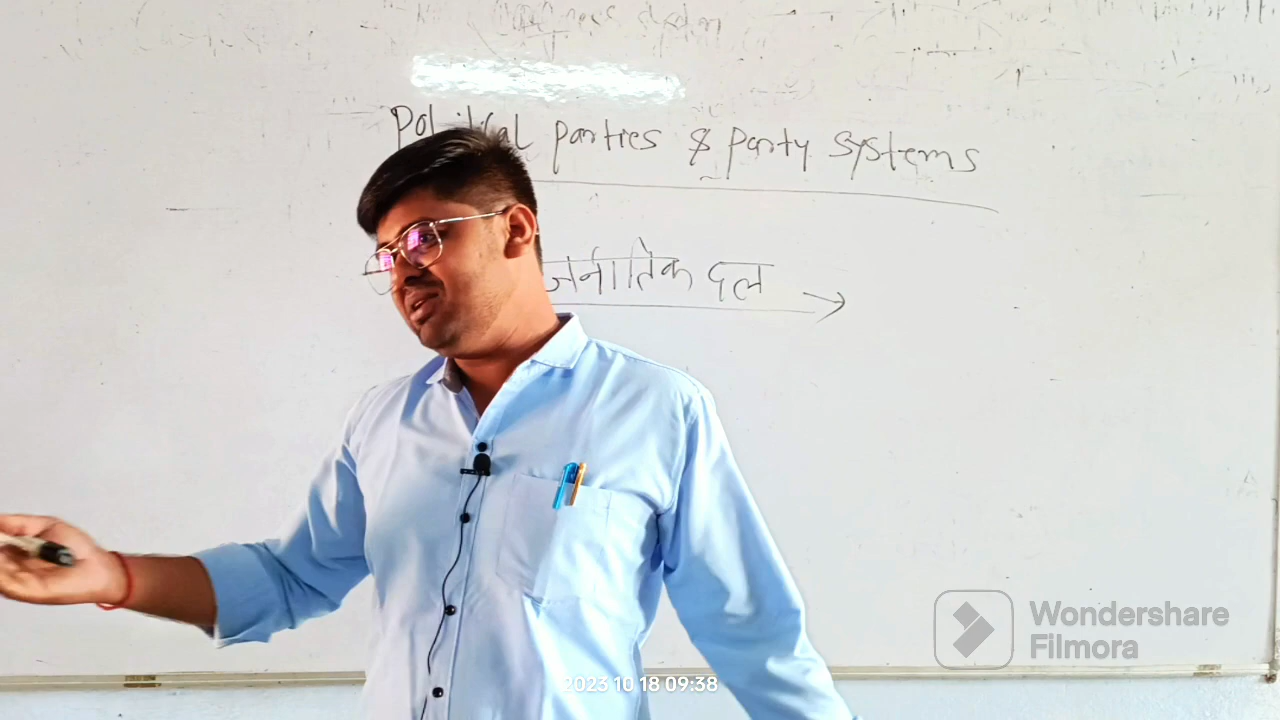 Political parties & Party systems
जनीतिक दल
Wondershare
Filmora
2023 10 18 09:38